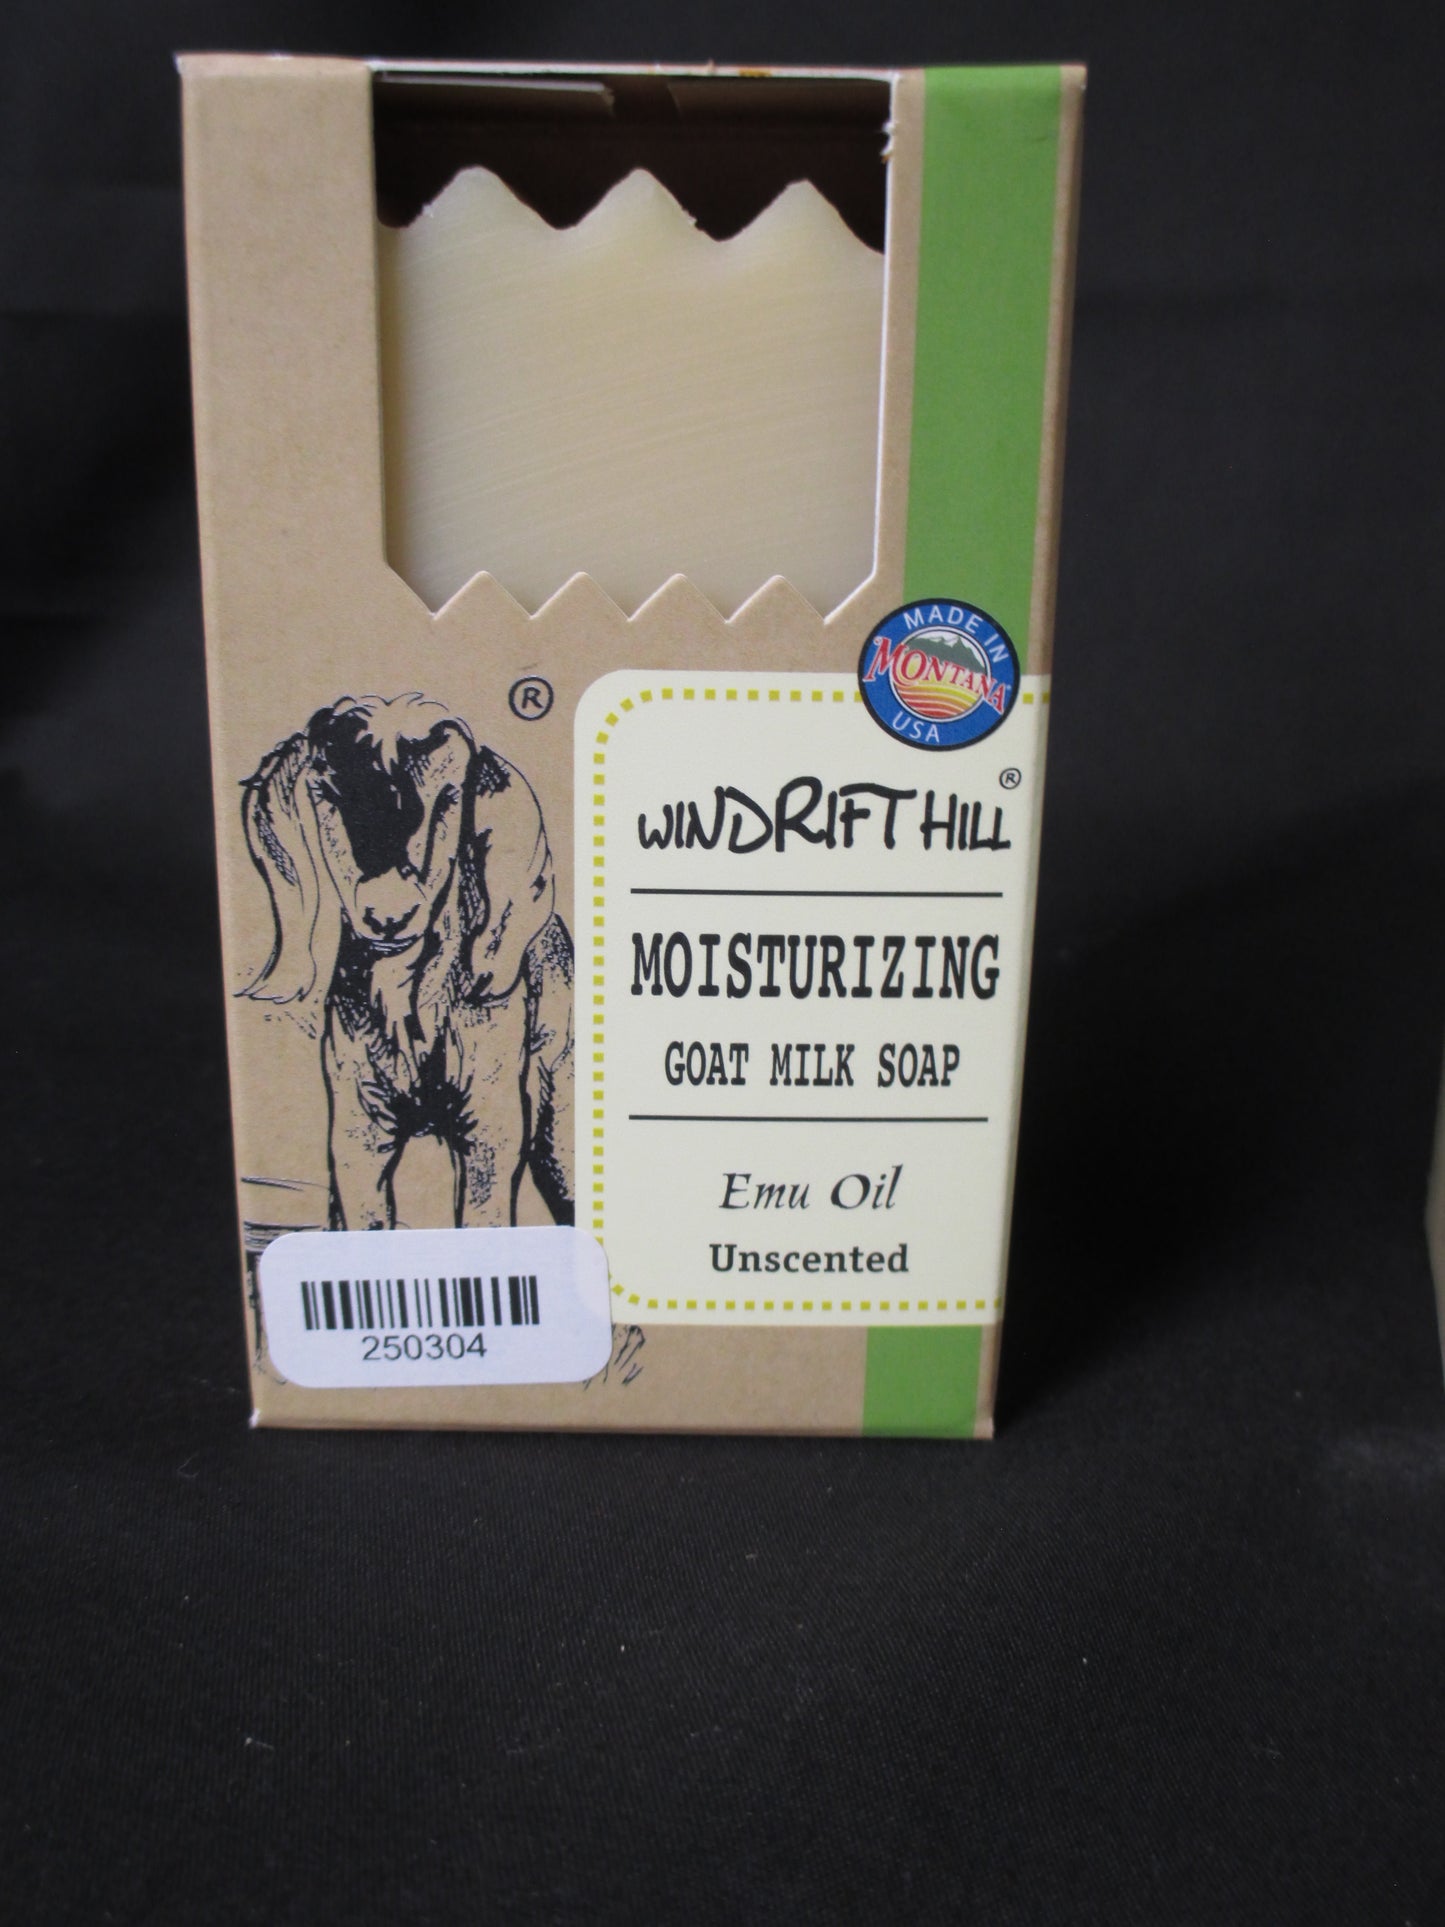 MADE IN
MONTANA
USA
®
WINDRIFT HILL®
MOISTURIZING
GOAT MILK SOAP
Emu Oil
Unscented
250304